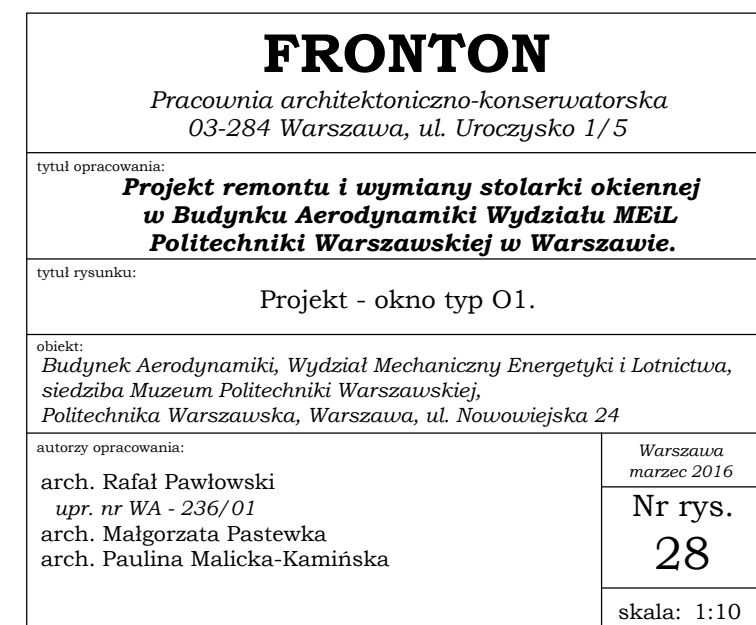 FRONTON
Pracownia architektoniczno-konserwatorska
03-284 Warszawa, ul. Uroczysko 1/5
tytuł opracowania:
Projekt remontu i wymiany stolarki okiennej
w Budynku Aerodynamiki Wydziału MEiL
Politechniki Warszawskiej w Warszawie.
tytuł rysunku:
Projekt - okno typ O1.
obiekt:
Budynek Aerodynamiki, Wydział Mechaniczny Energetyki i Lotnictwa,
siedziba Muzeum Politechniki Warszawskiej,
Politechnika Warszawska, Warszawa, ul. Nowowiejska 24
autorzy opracowania:
arch. Rafał Pawłowski
upr. nr WA - 236/01
arch. Małgorzata Pastewka
arch. Paulina Malicka-Kamińska
Warszawa
marzec 2016
Nr rys.
28
skala: 1:10